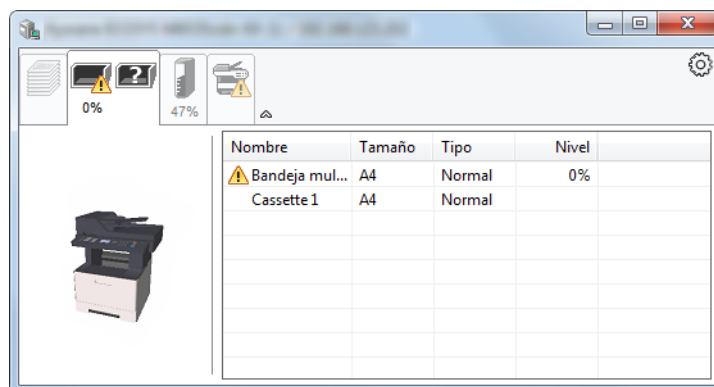 0%
47%
Nombre Tamaño Tipo Nivel
Bandeja mul... A4 Normal 0%
Cassette 1 A4 Normal